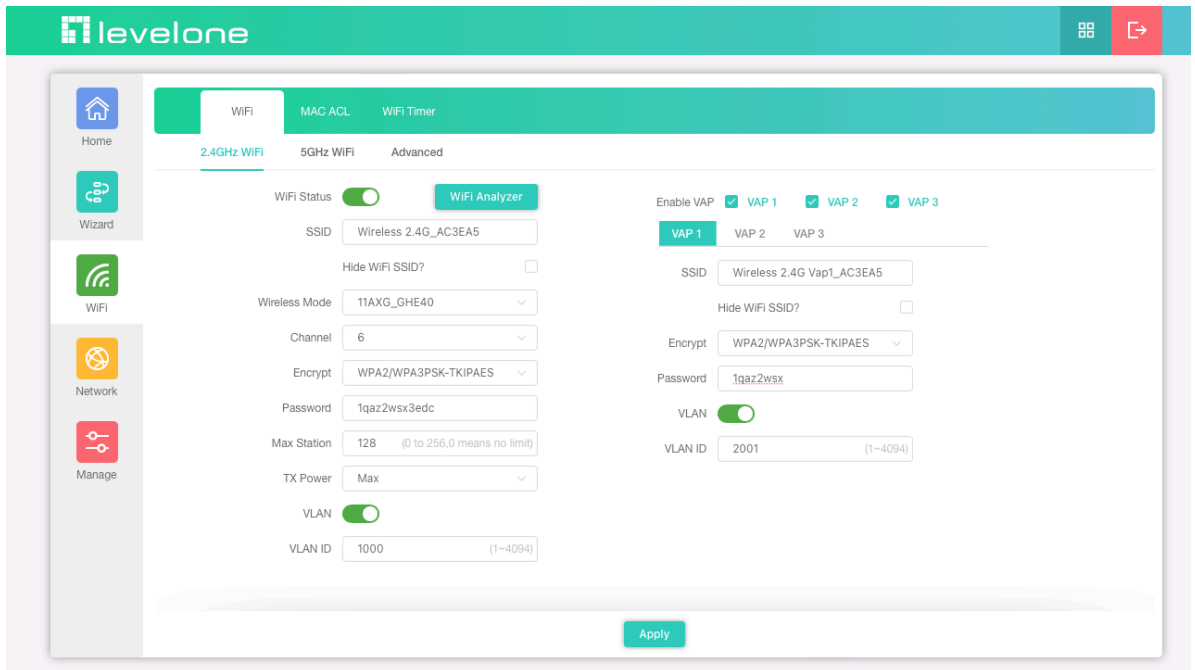 levelone
Home
Wizard
WiFi
Network
Manage
WiFi MAC ACL WiFi Timer
2.4GHz WiFi 5GHz WiFi Advanced
WiFi Status WiFi Analyzer
SSID Wireless 2.4G_AC3EA5
Hide WiFi SSID?
Wireless Mode 11AXG_GHE40
Channel 6
Encrypt WPA2/WPA3PSK-TKIPAES
Password 1qaz2wsx3edc
Max Station 128 (0 to 256,0 means no limit)
TX Power Max
VLAN
VLAN ID 1000 (1~4094)
Enable VAP VAP 1 VAP 2 VAP 3
VAP 1 VAP 2 VAP 3
SSID Wireless 2.4G Vap1_AC3EA5
Hide WiFi SSID?
Encrypt WPA2/WPA3PSK-TKIPAES
Password 1qaz2wsx
VLAN
VLAN ID 2001 (1~4094)
Apply